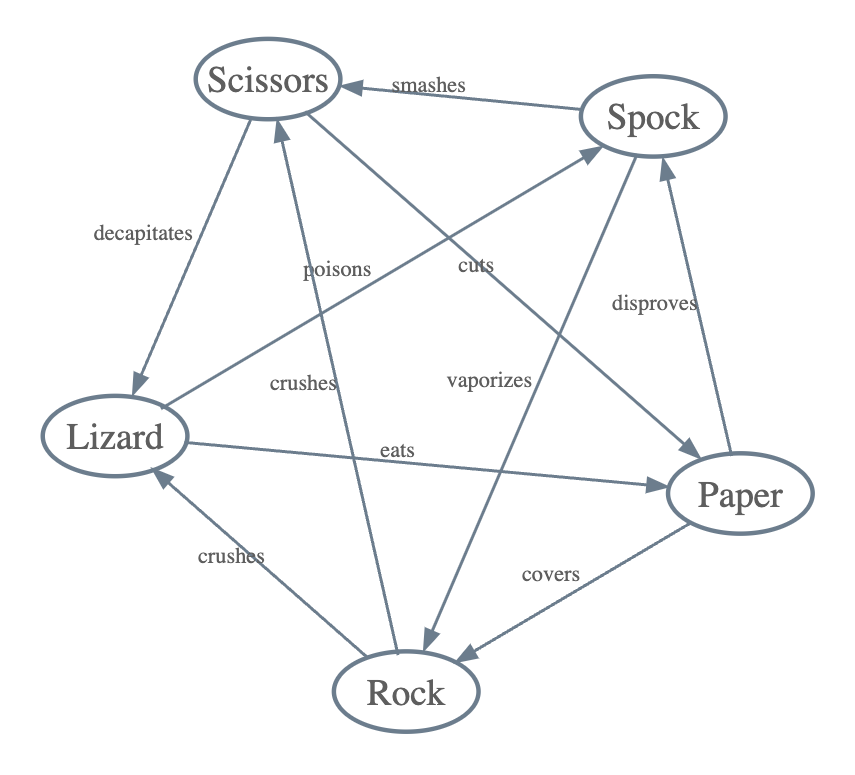 Scissors
smashes
Spock
decapitates
poisons
cuts
disproves
crushes
vaporizes
Lizard
eats
Paper
crushes
covers
Rock